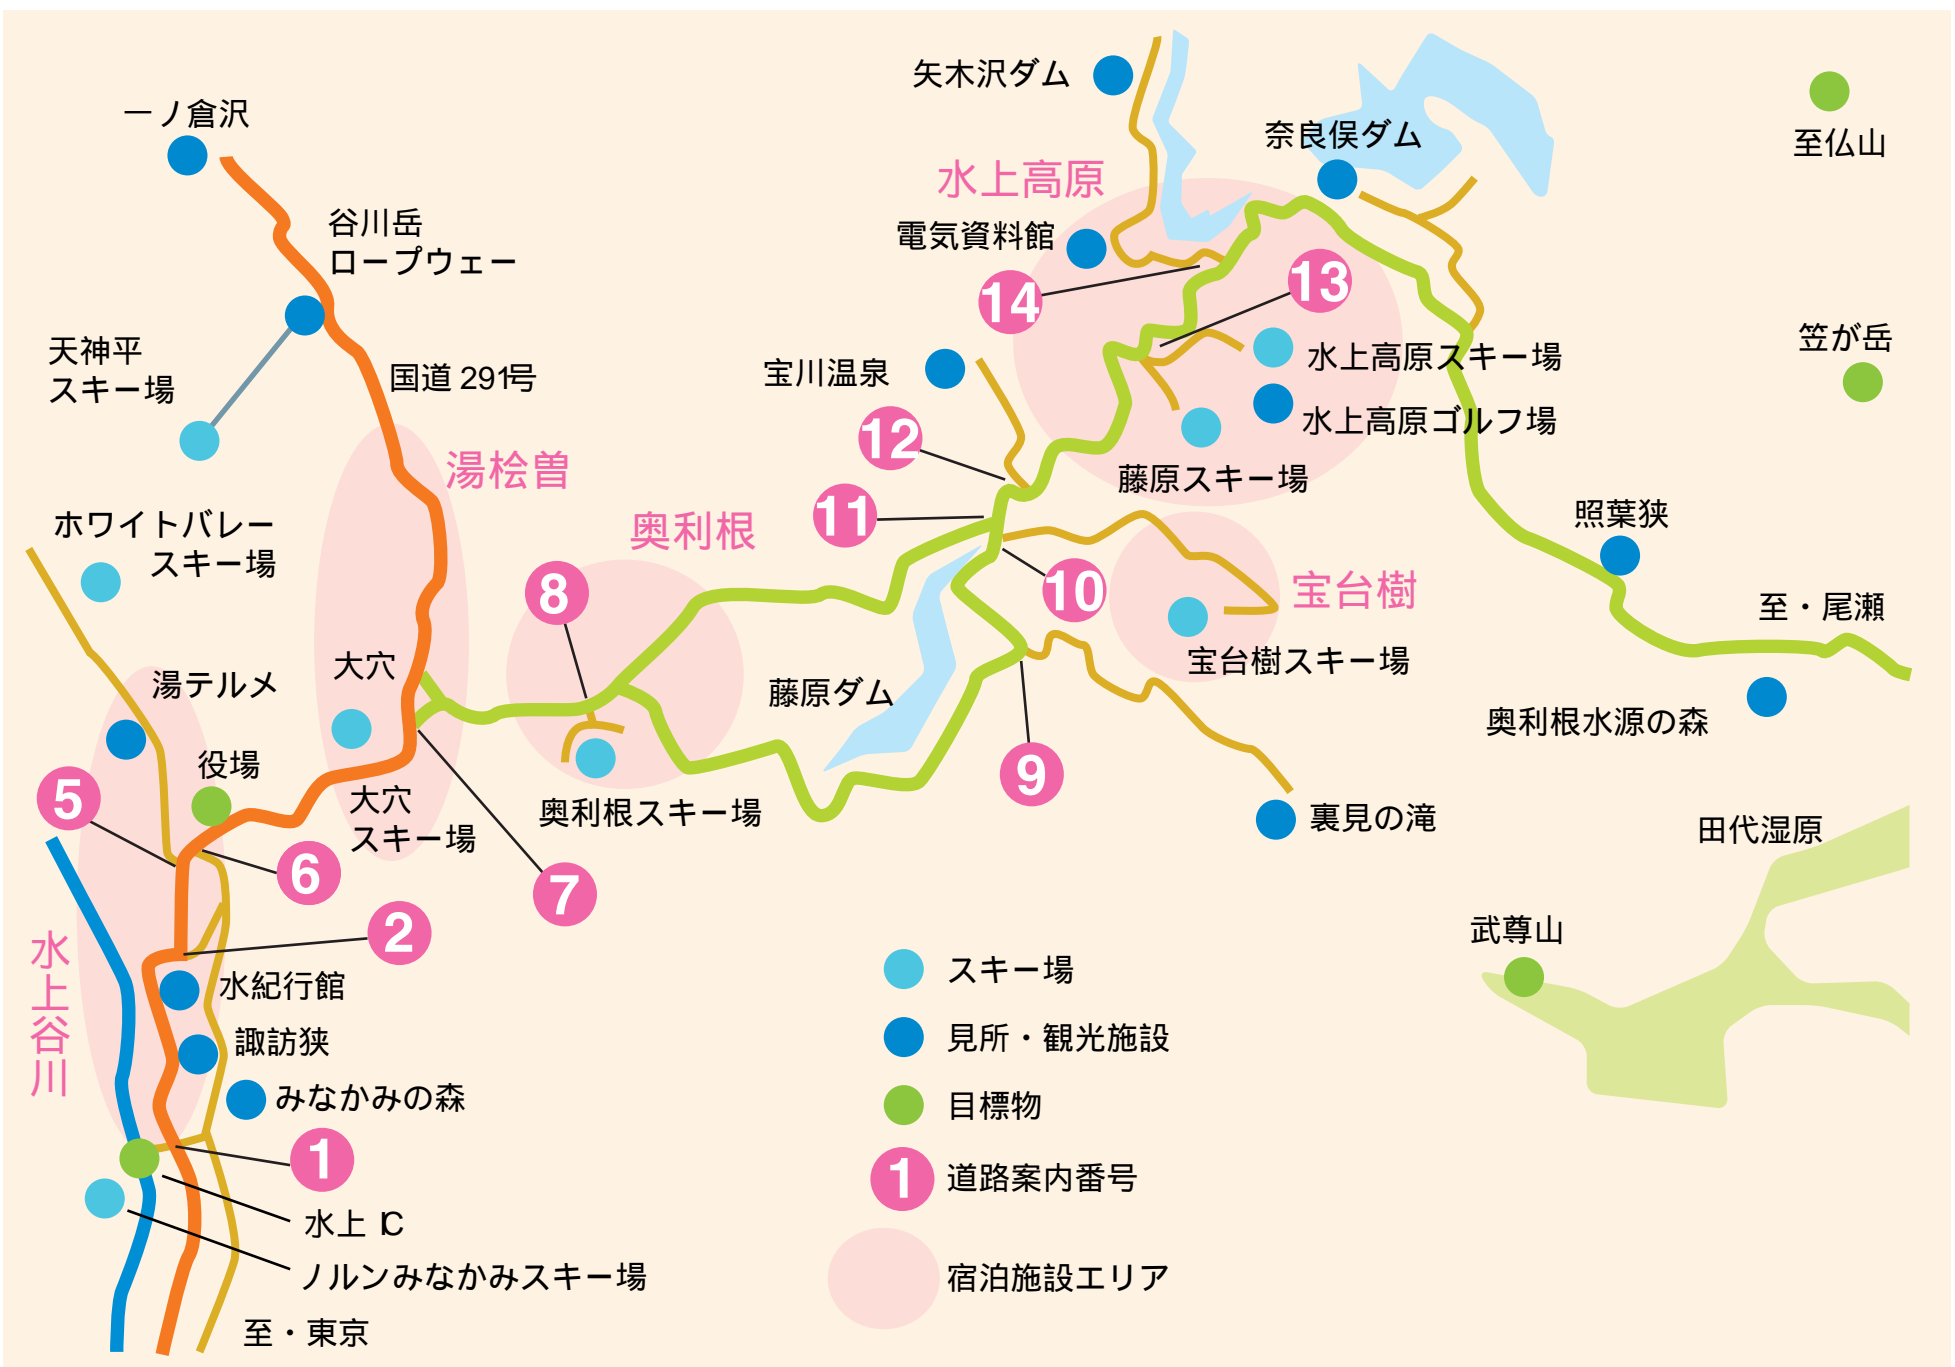 一ノ倉沢
谷川岳
ロープウェー
天神平
スキー場
国道 291号
湯桧曽
ホワイトバレー
スキー場
奥利根
8
湯テルメ
大穴
役場
5
6
大穴
スキー場
奥利根スキー場
7
2
水上谷川
水紀行館
諏訪狭
みなかみの森
1
水上 IC
ノルンみなかみスキー場
至・東京
矢木沢ダム
奈良俣ダム
水上高原
電気資料館
14
13
宝川温泉
水上高原スキー場
水上高原ゴルフ場
12
藤原スキー場
11
10
宝台樹
宝台樹スキー場
藤原ダム
9
裏見の滝
至仏山
笠が岳
照葉狭
至・尾瀬
奥利根水源の森
田代湿原
武尊山
スキー場
見所・観光施設
目標物
1 道路案内番号
宿泊施設エリア